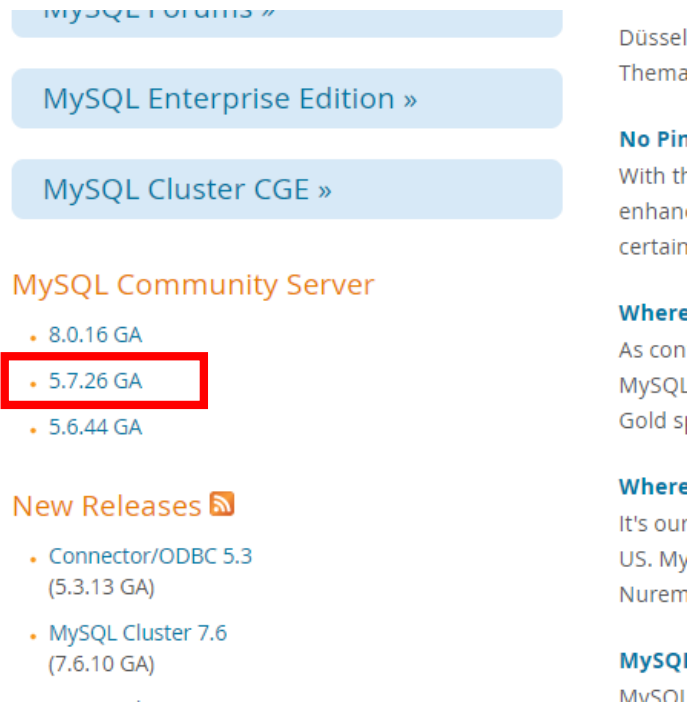 MySQL Forums »
MySQL Enterprise Edition »
MySQL Cluster CGE »
MySQL Community Server
8.0.16 GA
5.7.26 GA
5.6.44 GA
New Releases
Connector/ODBC 5.3
(5.3.13 GA)
MySQL Cluster 7.6
(7.6.10 GA)
Düssel
Thema
No Pin
With th
enhanc
certain
Where
As con
MySQL
Gold sp
Where
It's our
US. My
Nurem
MySQL
MySQL